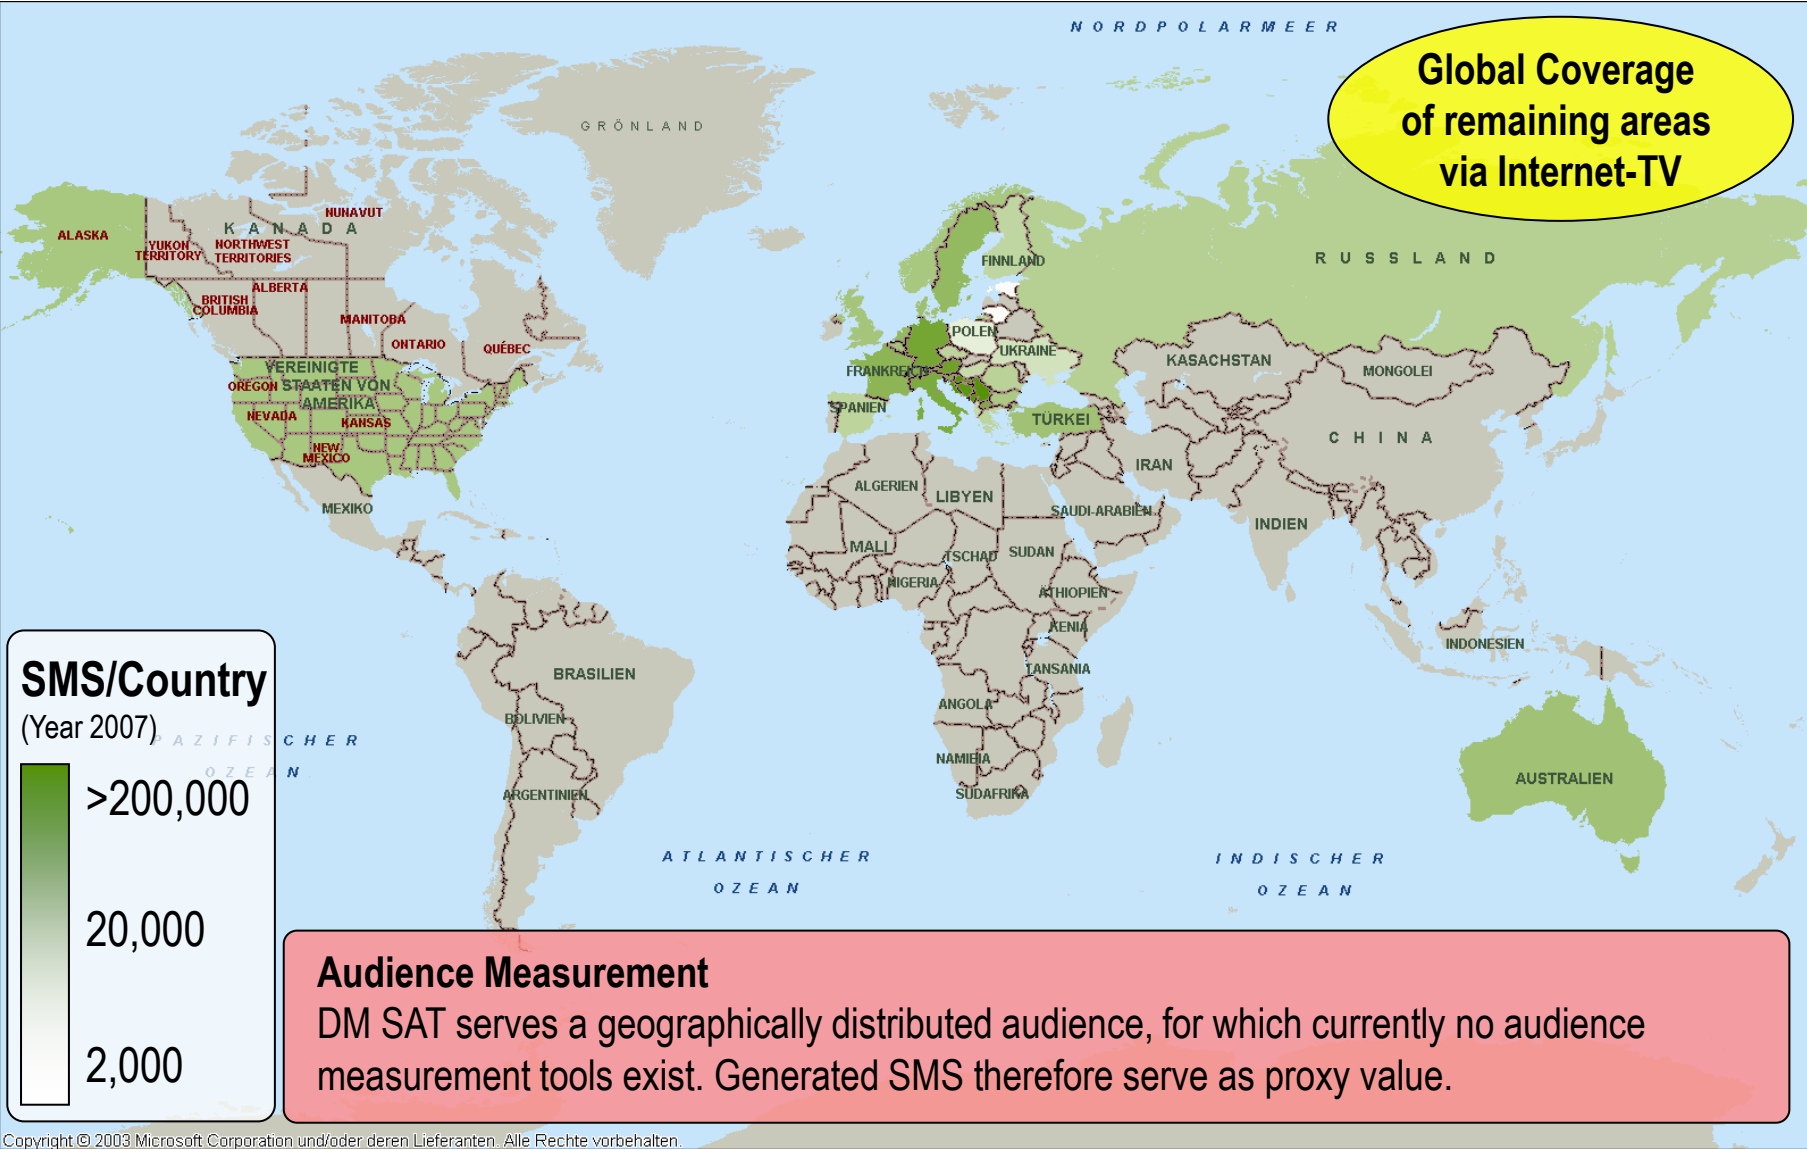 NORDPOLARMEER
Global Coverage
of remaining areas
via Internet-TV
GRÖNLAND
NUNAVUT
KANADA
ALASKA
YUKON
TERRITORY
NORTHWEST
TERRITORIES
FINNLAND
RUSSLAND
ALBERTA
BRITISH
COLUMBIA
MANITOBA
ONTARIO
QUÉBEC
POLEN
UKRAINE
KASACHSTAN
MONGOLEI
VEREINIGTE
STAATEN VON
AMERIKA
OREGON
NEVADA
KANSAS
NEW
MEXICO
FRANKREICH
SPANIEN
TÜRKEI
CHINA
IRAN
ALGERIEN
LIBYEN
SAUDI-ARABIEN
INDIEN
MEXIKO
MALI
TSCHAD
SUDAN
NIGERIA
ÄTHIOPIEN
KENIA
INDONESIEN
TANSANIA
BRASILIEN
BOLIVIEN
ANGOLA
NAMIBIA
SÜDAFRIKA
ARGENTINIEN
AUSTRALIEN
SMS/Country
(Year 2007)
PAZIFISCHER
OZEAN
>200,000
20,000
2,000
ATLANTISCHER
OZEAN
INDISCHER
OZEAN
Audience Measurement
DM SAT serves a geographically distributed audience, for which currently no audience
measurement tools exist. Generated SMS therefore serve as proxy value.
Copyright © 2003 Microsoft Corporation und/oder deren Lieferanten. Alle Rechte vorbehalten.